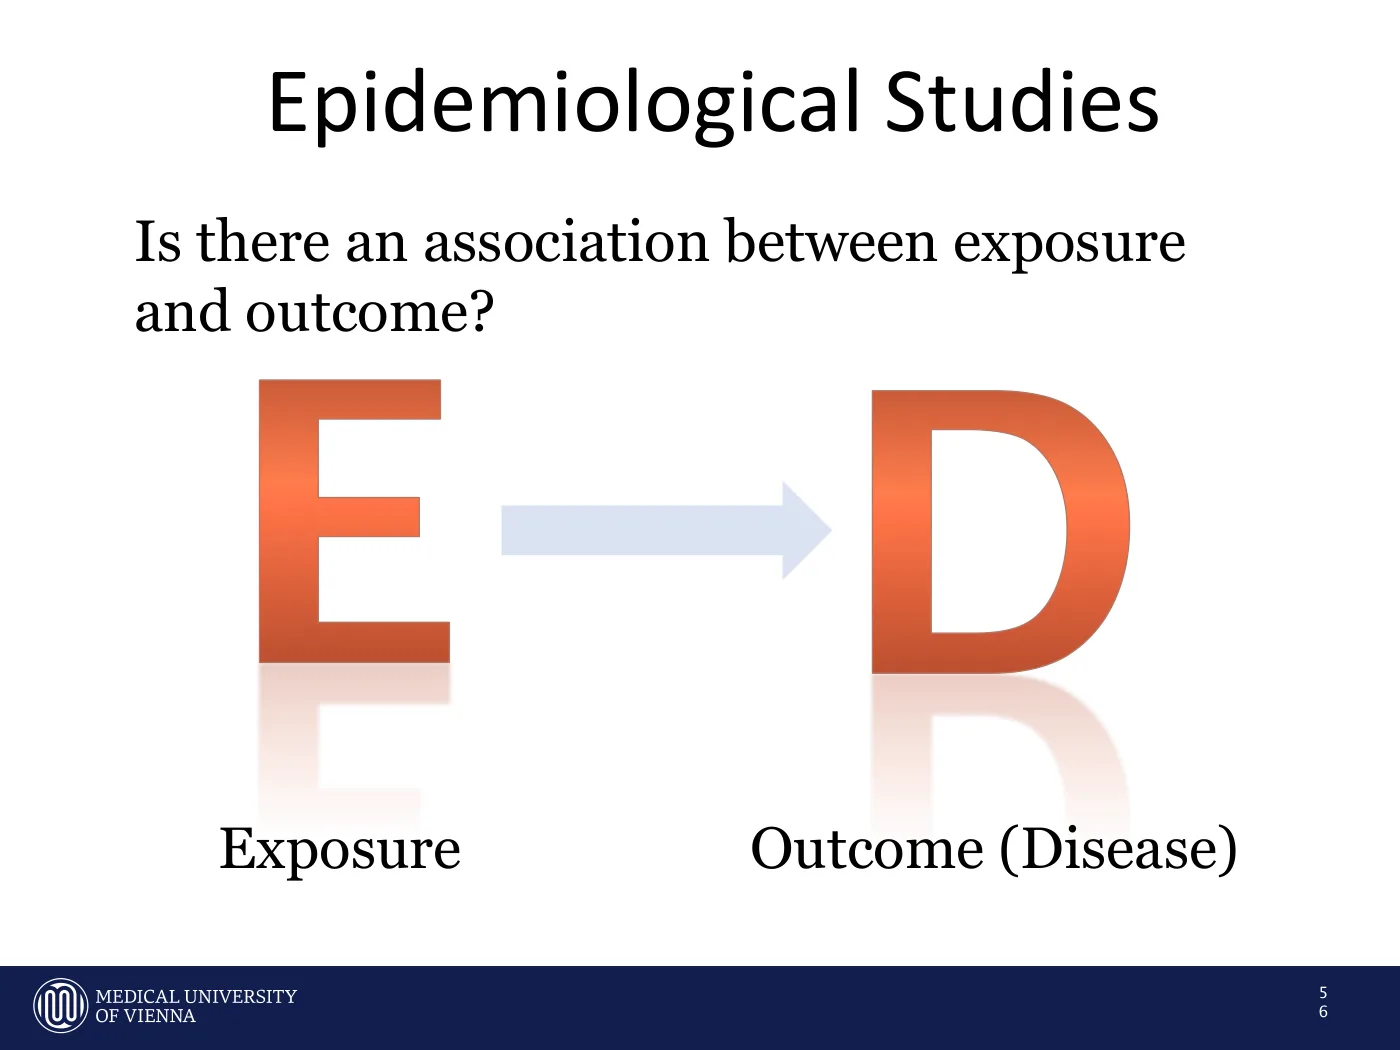 Epidemiological Studies
Is there an association between exposure
and outcome?
E
D
Exposure
Outcome (Disease)
MEDICAL UNIVERSITY
OF VIENNA
5
6